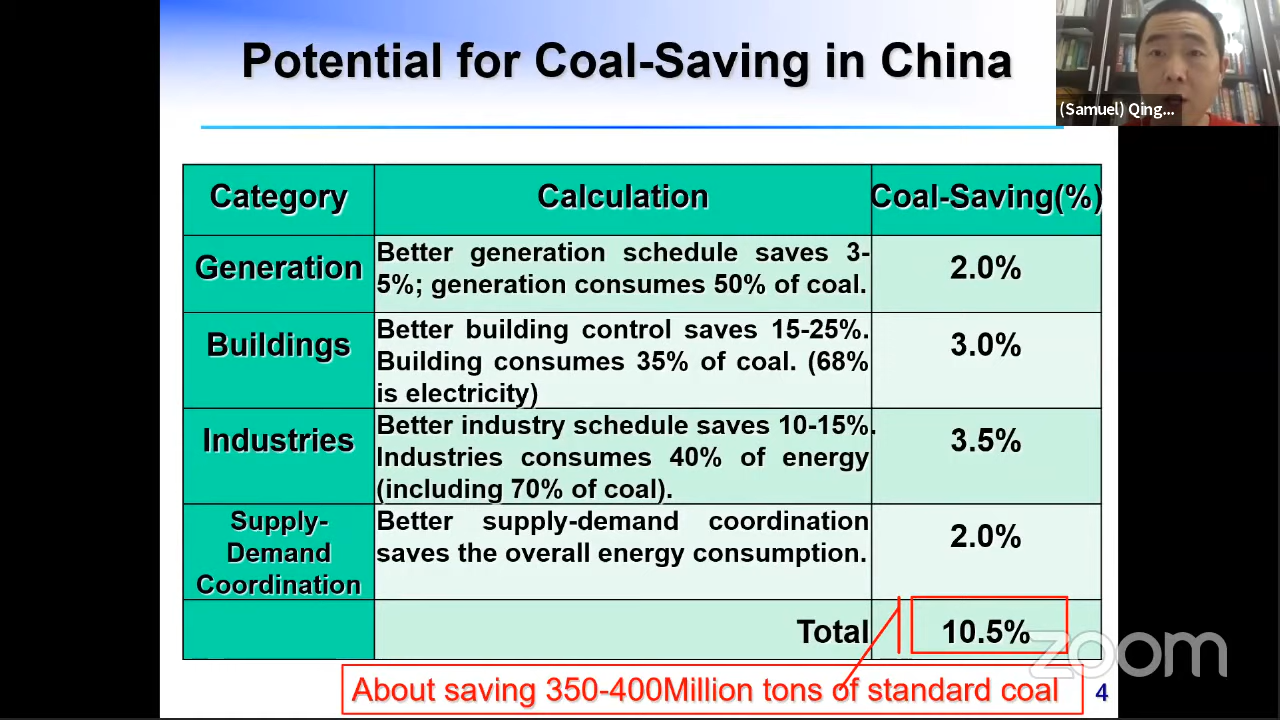 Potential for Coal-Saving in China
(Samuel) Qing...
Category
Calculation
Coal-Saving(%)
Generation
Better generation schedule saves 3-
5%; generation consumes 50% of coal.
2.0%
Buildings
Better building control saves 15-25%.
Building consumes 35% of coal. (68%
is electricity)
3.0%
Industries
Better industry schedule saves 10-15%.
Industries consumes 40% of energy
(including 70% of coal).
3.5%
Supply-
Demand
Coordination
Better supply-demand coordination
saves the overall energy consumption.
2.0%
Total
10.5%
zoom
About saving 350-400Million tons of standard coal
4